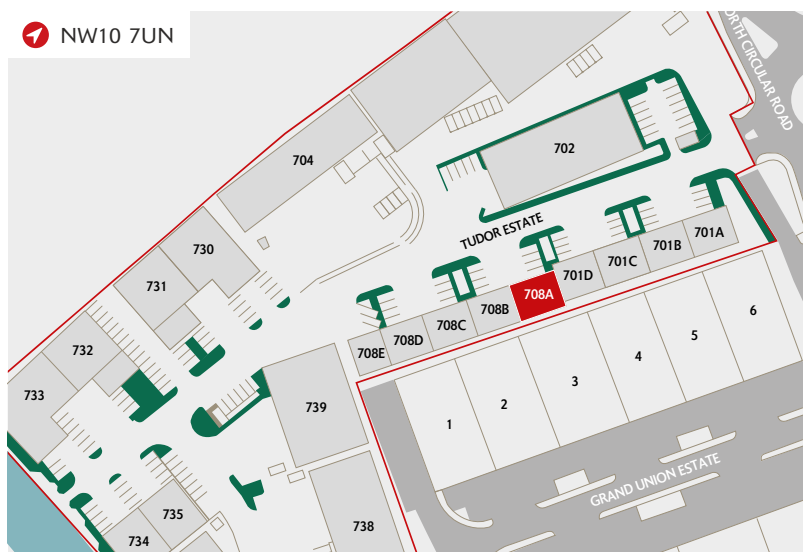 NW10 7UN
NORTH CIRCULAR ROAD
704
702
730
731
TUDOR ESTATE
701A
701B
701C
701D
708A
708B
708C
708D
708E
732
733
739
1
2
3
4
5
6
GRAND UNION ESTATE
735
734
738